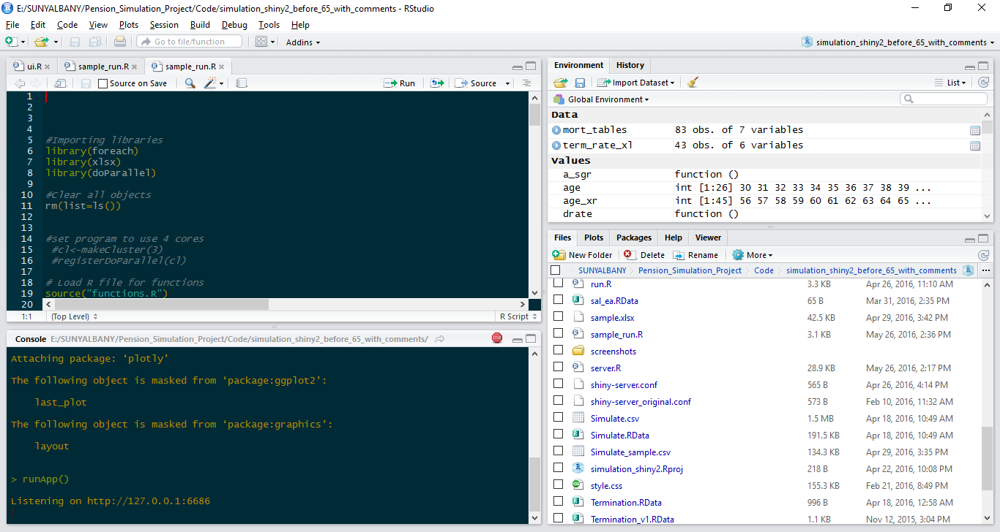 E:/SUNYALBANY/Pension_Simulation_Project/Code/simulation_shiny2_before_65_with_comments - RStudio
File Edit Code View Plots Session Build Debug Tools Help
Go to file/function Addins simulation_shiny2_before_65_with_comments
ui.R sample_run.R sample_run.R
Source on Save Run Source
1
2
3
4
5 #Importing libraries
6 library(foreach)
7 library(xlsx)
8 library(doParallel)
9
10 #Clear all objects
11 rm(list=ls())
12
13
14 #set program to use 4 cores
15 #cl<-makeCluster(3)
16 #registerDoParallel(cl)
17
18 # Load R file for functions
19 source("functions.R")
20
1:1 (Top Level) R Script
Console E:/SUNYALBANY/Pension_Simulation_Project/Code/simulation_shiny2_before_65_with_comments/
Attaching package: ‘plotly’
The following object is masked from ‘package:ggplot2’:
last_plot
The following object is masked from ‘package:graphics’:
layout
> runApp()
Listening on http://127.0.0.1:6686
Environment History
Import Dataset List
Global Environment
Data
mort_tables 83 obs. of 7 variables
term_rate_xl 43 obs. of 6 variables
Values
a_sgr function ()
age int [1:26] 30 31 32 33 34 35 36 37 38 39 ...
age_xr int [1:45] 56 57 58 59 60 61 62 63 64 65 ...
drate function ()
Files Plots Packages Help Viewer
New Folder Delete Rename More
SUNYALBANY Pension_Simulation_Project Code simulation_shiny2_before_65_with_comments ...
run.R 3.3 KB Apr 26, 2016, 11:10 AM
sal_ea.RData 65 B Mar 31, 2016, 2:35 PM
sample.xlsx 42.5 KB Apr 29, 2016, 3:42 PM
sample_run.R 3.1 KB May 26, 2016, 2:36 PM
screenshots
server.R 28.9 KB May 26, 2016, 2:17 PM
shiny-server.conf 565 B Apr 26, 2016, 4:14 PM
shiny-server_original.conf 573 B Feb 10, 2016, 11:32 AM
Simulate.csv 1.5 MB Apr 18, 2016, 10:49 AM
Simulate.RData 191.5 KB Apr 18, 2016, 10:49 AM
Simulate_sample.csv 134.3 KB Apr 29, 2016, 3:35 PM
simulation_shiny2.Rproj 218 B Apr 22, 2016, 10:08 PM
style.css 155.3 KB Feb 21, 2016, 8:49 PM
Termination.RData 996 B Apr 18, 2016, 12:58 AM
Termination_v1.RData 1.1 KB Nov 12, 2015, 3:04 PM